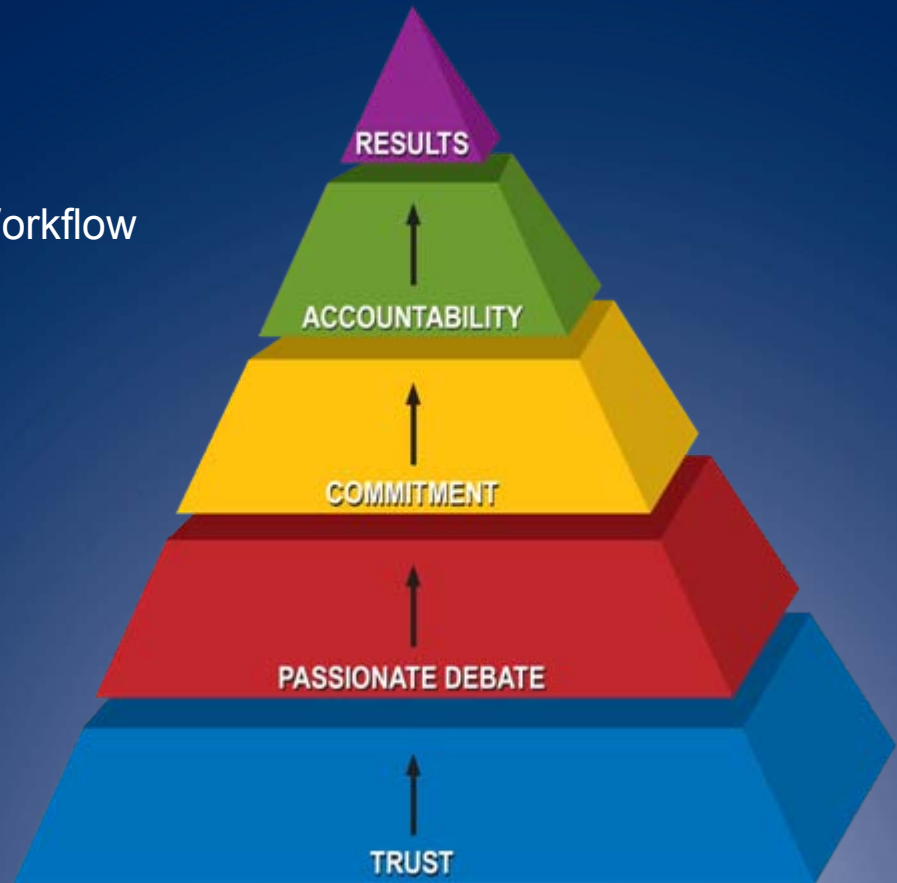 RESULTS
orkflow
ACCOUNTABILITY
COMMITMENT
PASSIONATE DEBATE
TRUST